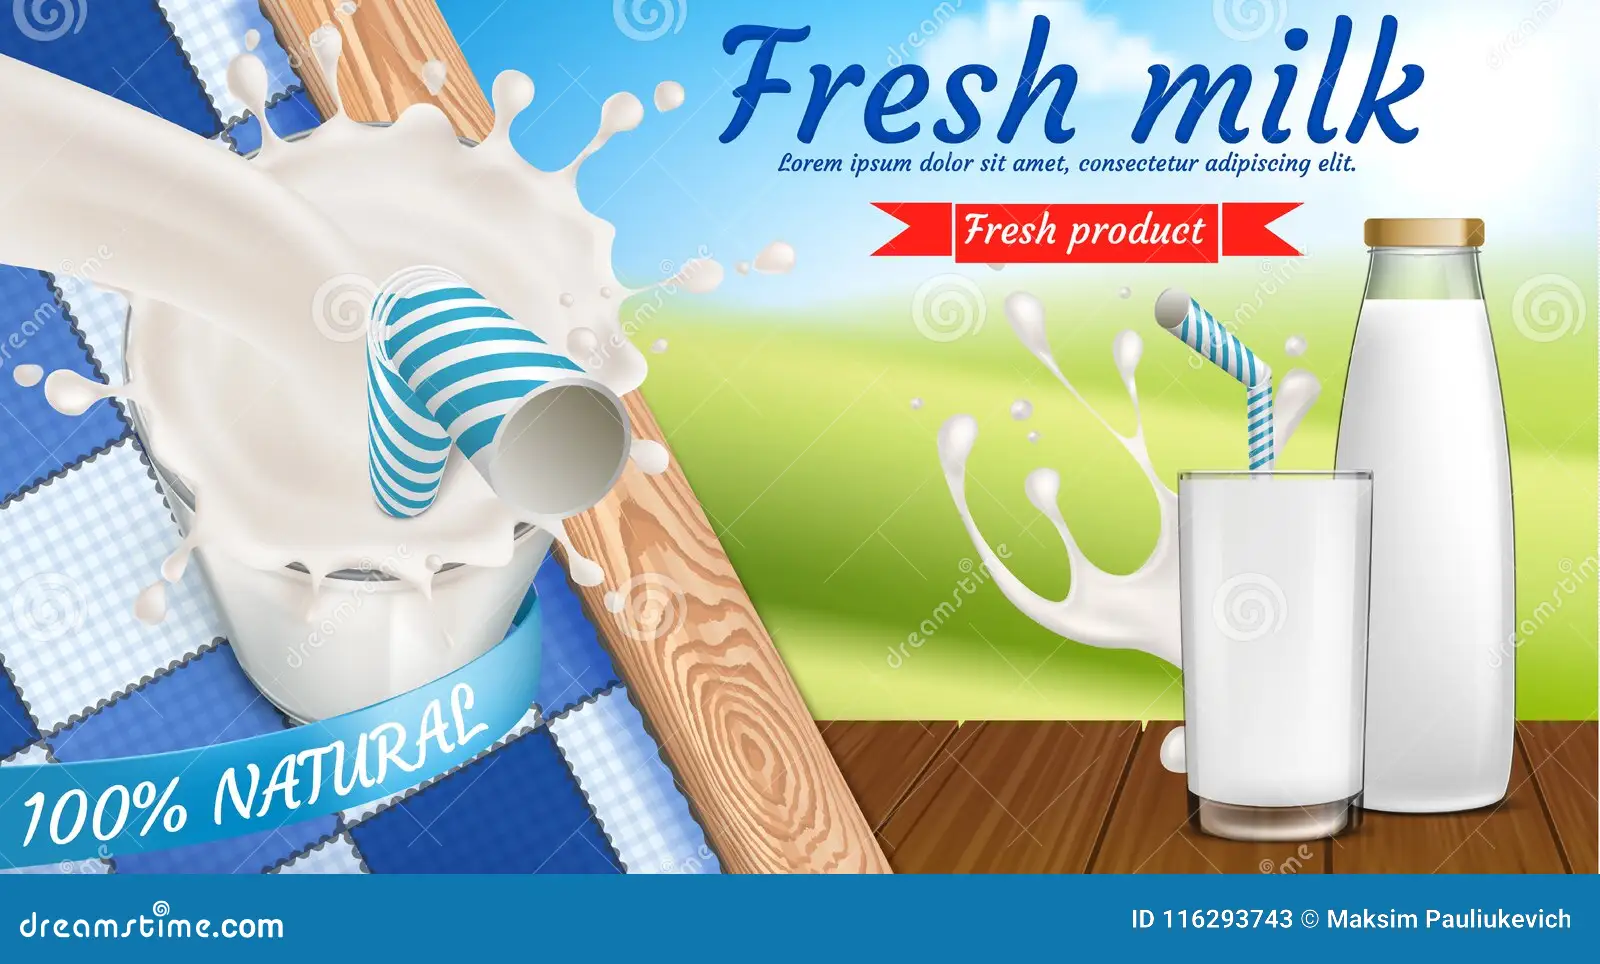 Fresh milk
Lorem ipsum dolor sit amet, consectetur adipiscing elit.
Fresh product
100% NATURAL
dreamstime.com
ID 116293743 © Maksim Pauliukevich